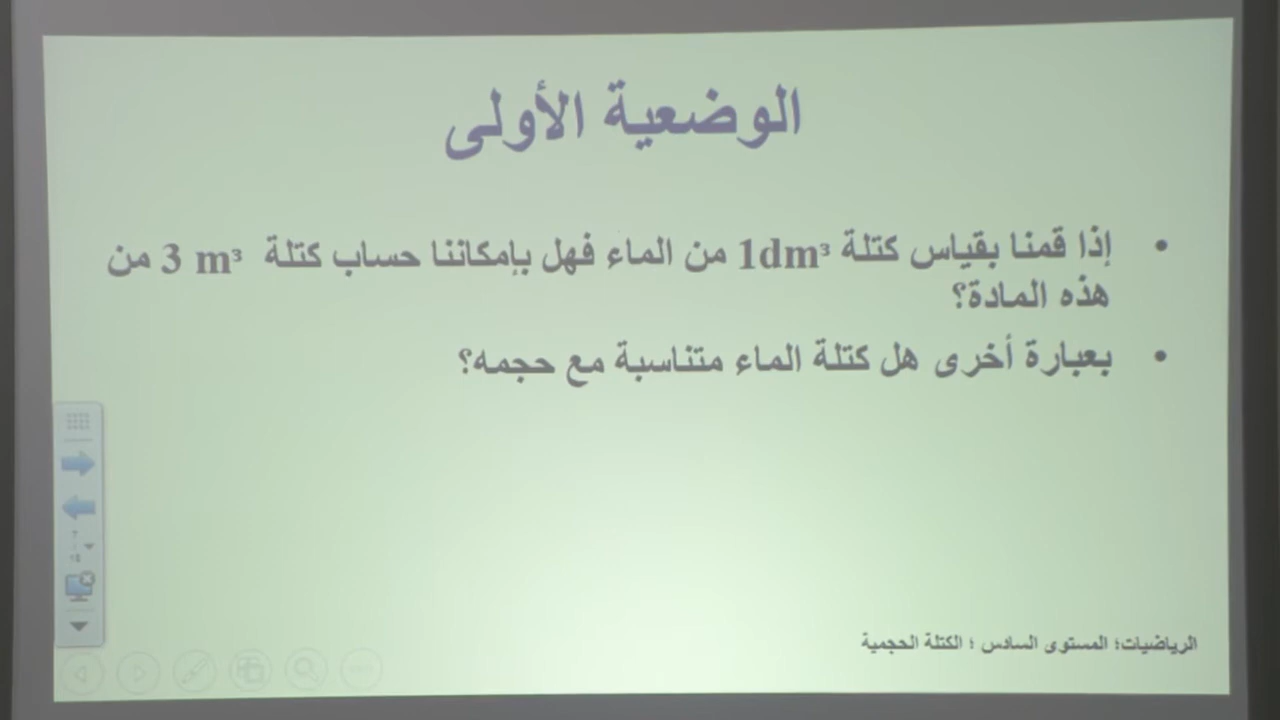 الوضعية الأولى
• إذا قمنا بقياس كتلة 1dm³ من الماء فهل بإمكاننا حساب كتلة 3 m³ من
هذه المادة؟
• بعبارة أخرى هل كتلة الماء متناسبة مع حجمه؟
الرياضيات؛ المستوى السادس ؛ الكتلة الحجمية